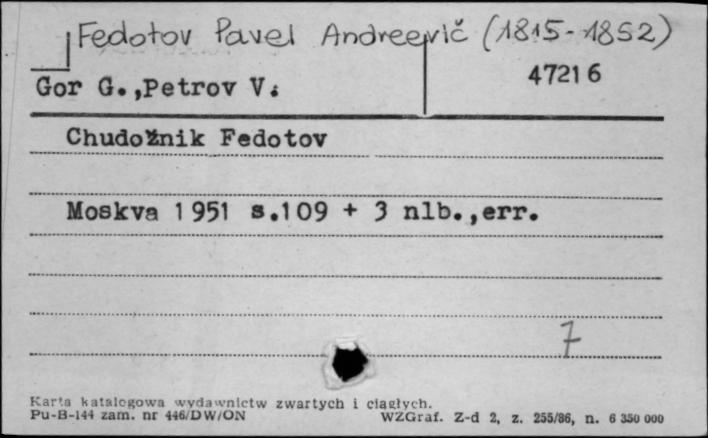 Fedotov Pavel Andreevič (1815-1852)
Gor G.,Petrov V.:
47216
Chudožnik Fedotov
Moskva 1951 s.109 + 3 nlb.,err.
7
Karta katalogowa wydawnictw zwartych i ciągłych.
Pu-B-144 zam. nr 446/DW/ON
WZGraf. Z-d 2, z. 255/86, n. 6 350 000